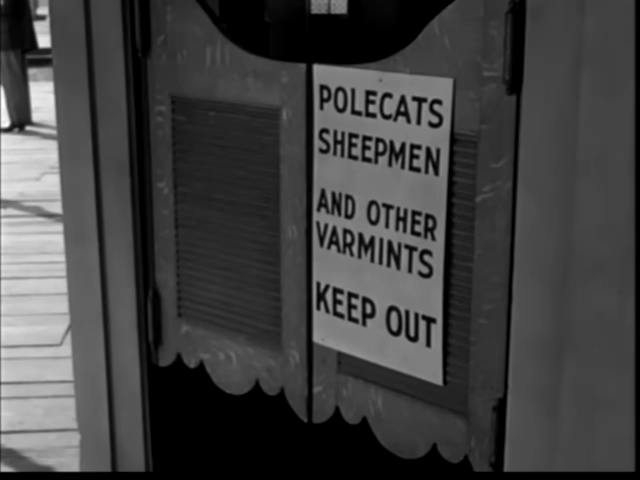 POLECATS
SHEEPMEN
AND OTHER
VARMINTS
KEEP OUT